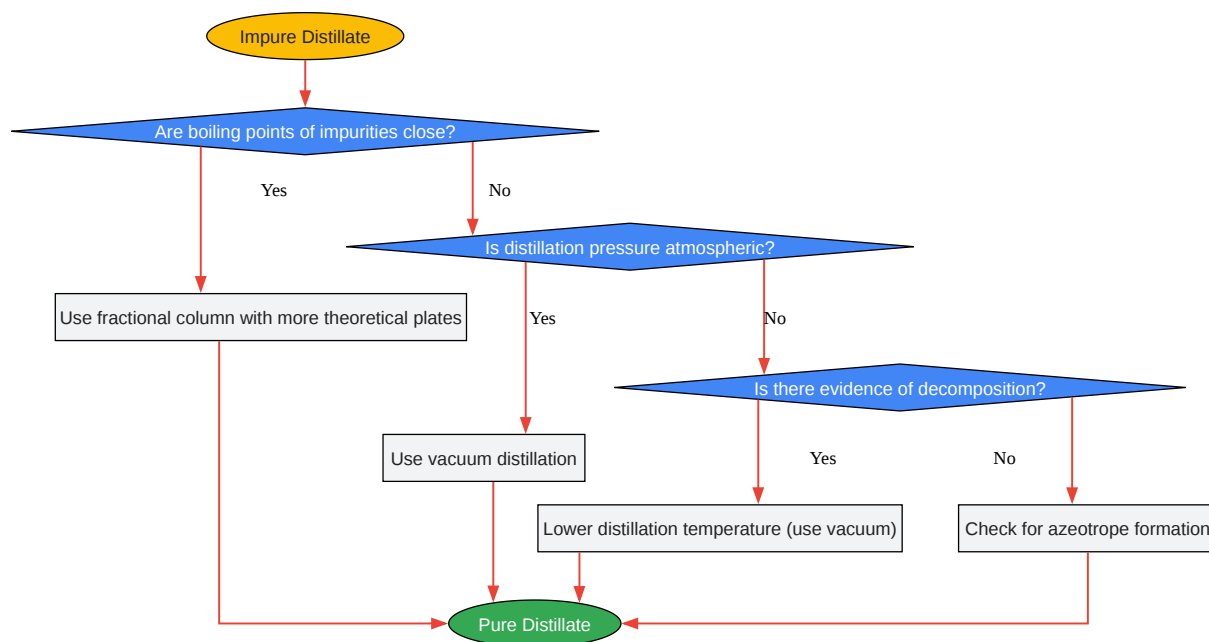 Impure Distillate
Are boiling points of impurities close?
Yes
No
Is distillation pressure atmospheric?
Use fractional column with more theoretical plates
Yes
No
Is there evidence of decomposition?
Use vacuum distillation
Yes
No
Lower distillation temperature (use vacuum)
Check for azeotrope formation
Pure Distillate